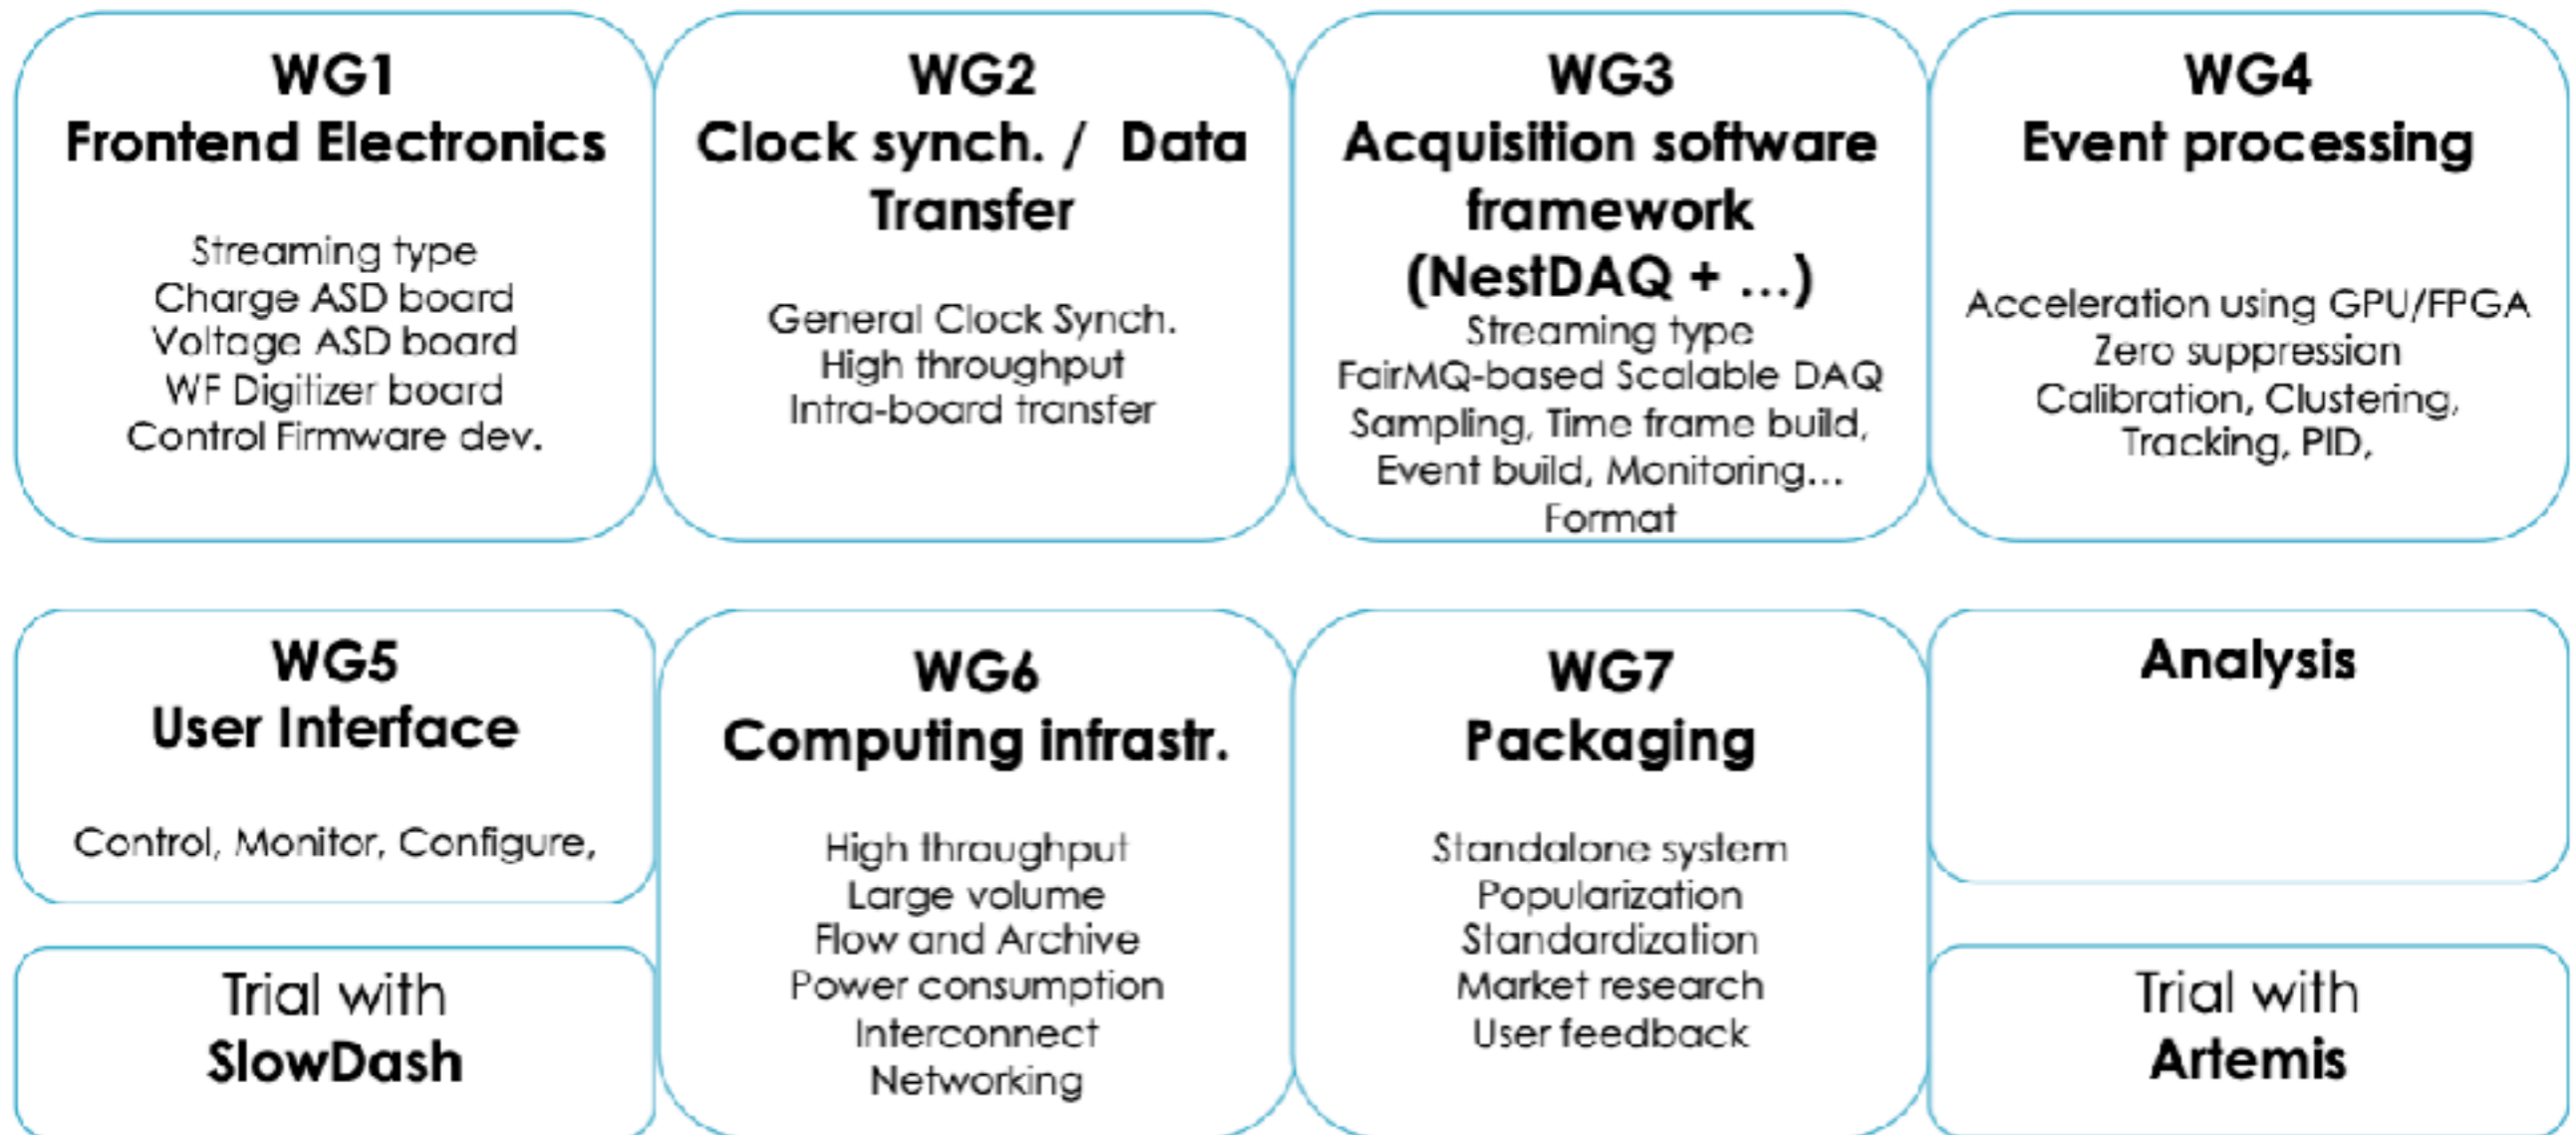 WG1
Frontend Electronics
Streaming type
Charge ASD board
Voltage ASD board
WF Digitizer board
Control Firmware dev.
WG2
Clock synch. / Data
Transfer
General Clock Synch.
High throughput
Intra-board transfer
WG3
Acquisition software
framework
(NestDAQ + ...)
Streaming type
FairMQ-based Scalable DAQ
Sampling, Time frame build,
Event build, Monitoring...
Format
WG4
Event processing
Acceleration using GPU/FPGA
Zero suppression
Calibration, Clustering,
Tracking, PID,
WG5
User Interface
Control, Monitor, Configure,
Trial with
SlowDash
WG6
Computing infrastr.
High throughput
Large volume
Flow and Archive
Power consumption
Interconnect
Networking
WG7
Packaging
Standalone system
Popularization
Standardization
Market research
User feedback
Analysis
Trial with
Artemis